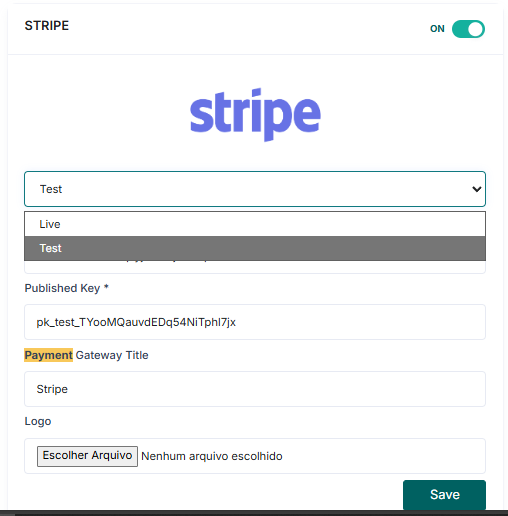 STRIPE
ON
stripe
Test
Live
Test
Published Key *
pk_test_TYooMQauvdEDq54NiTphI7jx
Payment Gateway Title
Stripe
Logo
Escolher Arquivo Nenhum arquivo escolhido
Save